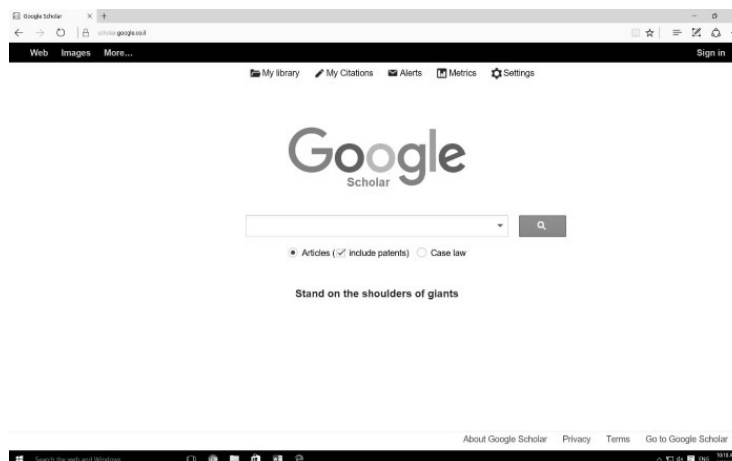 Google Scholar
scholar.google.co.il
Web Images More...
Sign in
My library My Citations Alerts Metrics Settings
Google
Scholar
Articles ( include patents) Case law
Stand on the shoulders of giants
About Google Scholar Privacy Terms Go to Google Scholar
Search the web and Windows
ENG